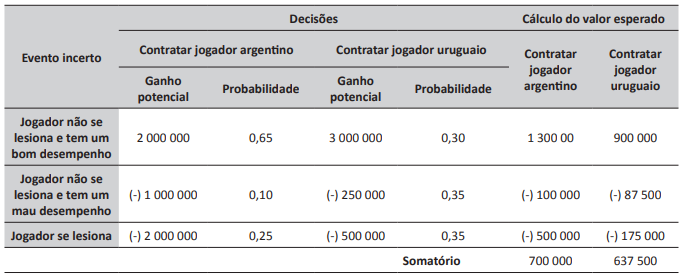 Decisões Cálculo do valor esperado
Evento incerto Contratar jogador argentino Contratar jogador uruguaio Contratar jogador argentino Contratar jogador uruguaio
Ganho potencial Probabilidade Ganho potencial Probabilidade
Jogador não se lesiona e tem um bom desempenho 2 000 000 0,65 3 000 000 0,30 1 300 00 900 000
Jogador não se lesiona e tem um mau desempenho (-) 1 000 000 0,10 (-) 250 000 0,35 (-) 100 000 (-) 87 500
Jogador se lesiona (-) 2 000 000 0,25 (-) 500 000 0,35 (-) 500 000 (-) 175 000
Somatório 700 000 637 500